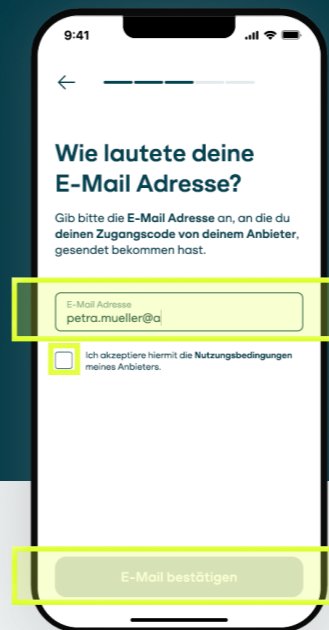 9:41
Wie lautete deine
E-Mail Adresse?
Gib bitte die E-Mail Adresse an, an die du
deinen Zugangscode von deinem Anbieter,
gesendet bekommen hast.
E-Mail Adresse
petra.mueller@a
Ich akzeptiere hiermit die Nutzungsbedingungen
meines Anbieters.
E-Mail bestätigen